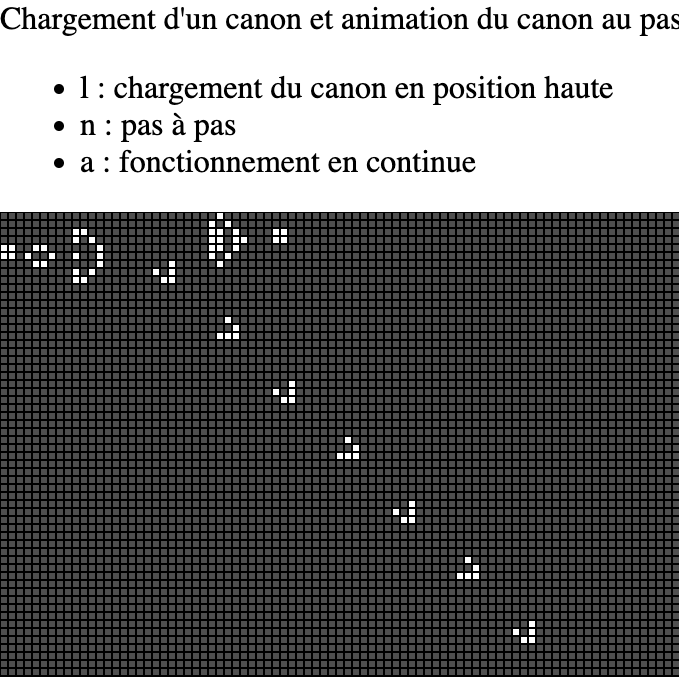 Chargement d'un canon et animation du canon au pas
l : chargement du canon en position haute
n : pas à pas
a : fonctionnement en continue